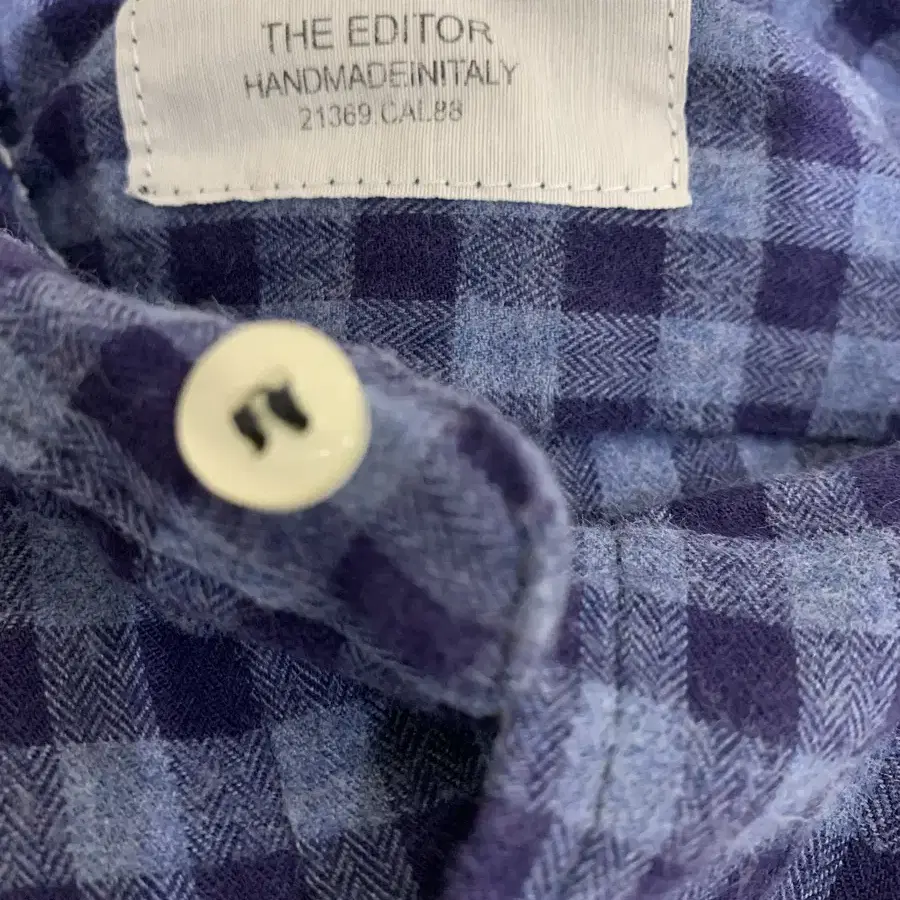 THE EDITOR
HANDMADEINITALY
21369 CAL88